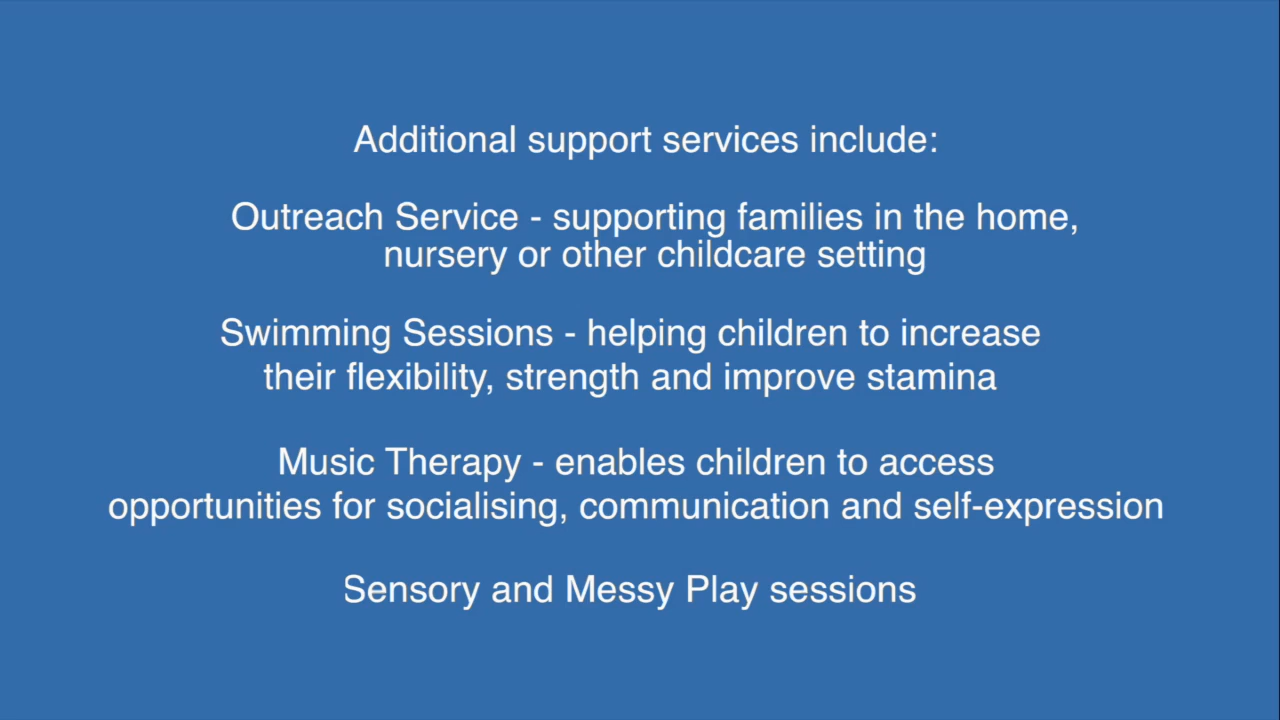 Additional support services include:
Outreach Service - supporting families in the home,
nursery or other childcare setting
Swimming Sessions - helping children to increase
their flexibility, strength and improve stamina
Music Therapy - enables children to access
opportunities for socialising, communication and self-expression
Sensory and Messy Play sessions